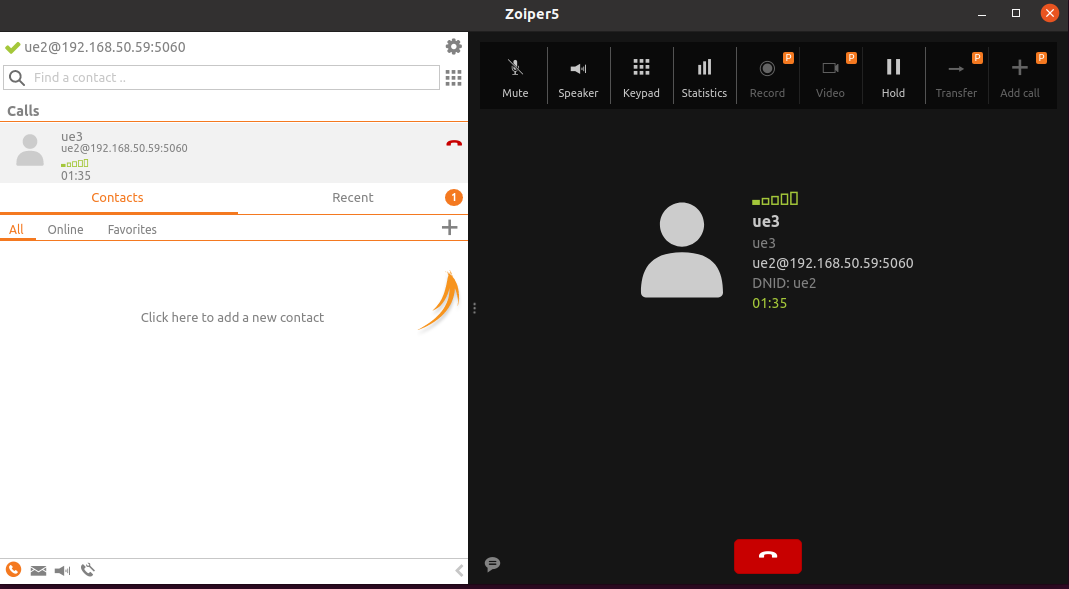 Zoiper5
ue2@192.168.50.59:5060
Find a contact ..
Calls
ue3
ue2@192.168.50.59:5060
01:35
Contacts
Recent
1
All
Online
Favorites
Click here to add a new contact
Mute
Speaker
Keypad
Statistics
P
Record
P
Video
Hold
P
Transfer
P
Add call
ue3
ue3
ue2@192.168.50.59:5060
DNID: ue2
01:35